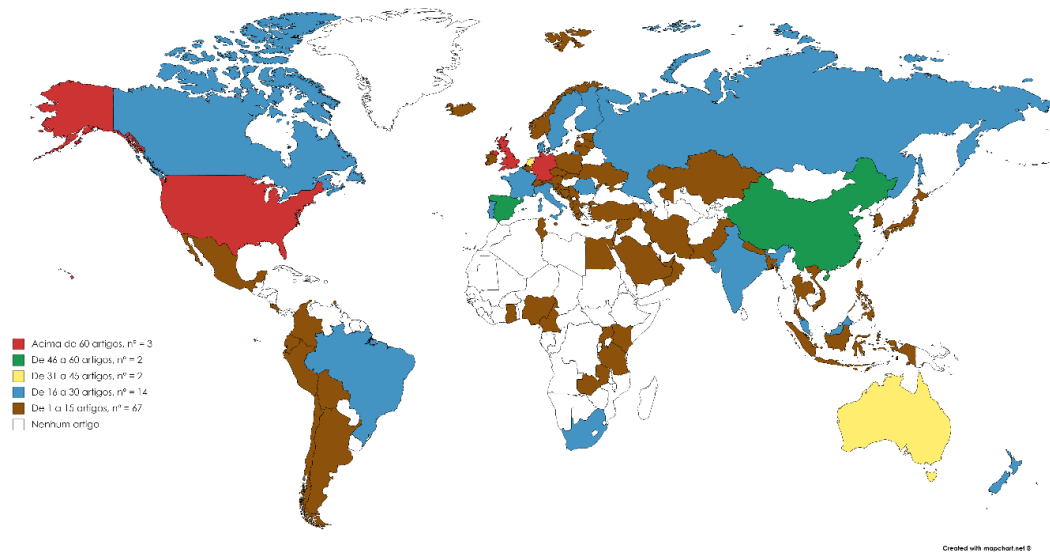 Acima de 60 artigos, nº = 3
De 46 a 60 artigos, nº = 2
De 31 a 45 artigos, nº = 2
De 16 a 30 artigos, nº = 14
De 1 a 15 artigos, nº = 67
Nenhum artigo
Created with mapchart.net ®